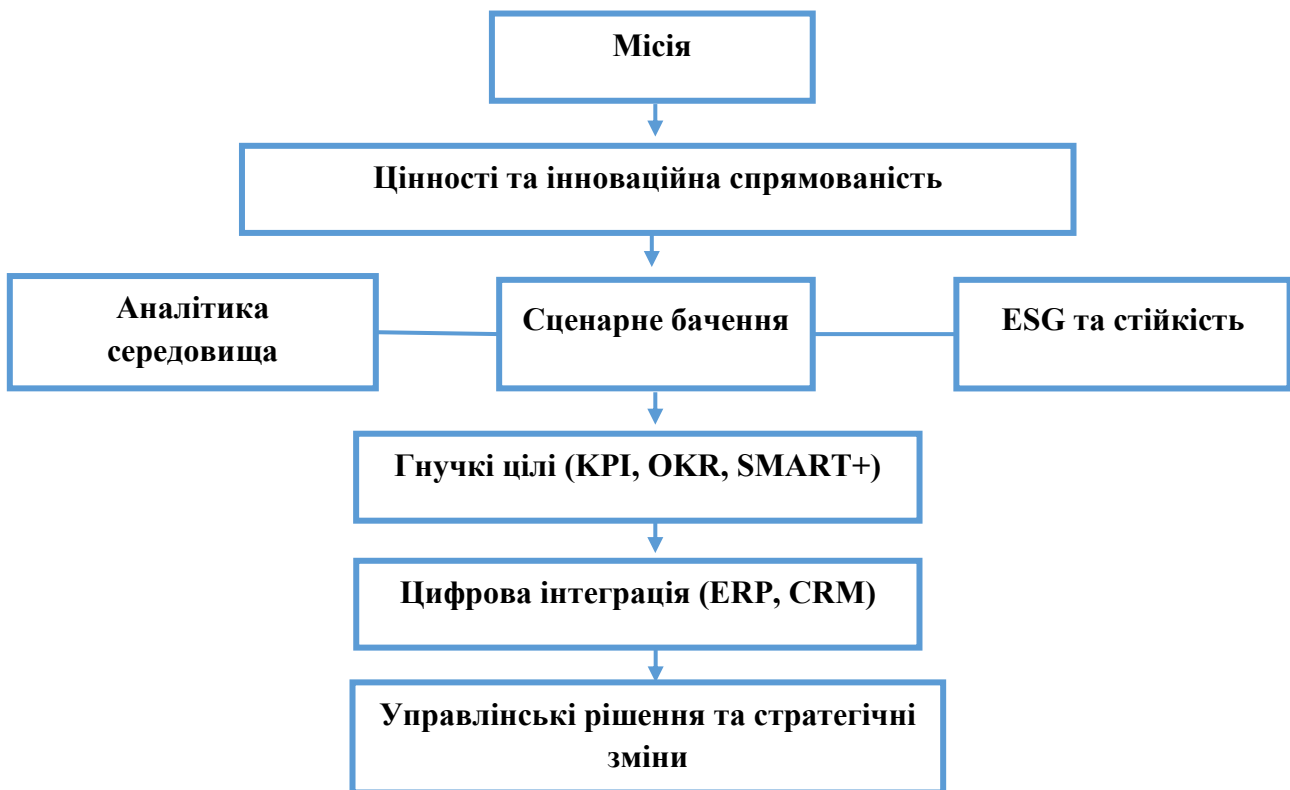 Місія
Цінності та інноваційна спрямованість
Аналітика
середовища
Сценарне бачення
ESG та стійкість
Гнучкі цілі (KPI, OKR, SMART+)
Цифрова інтеграція (ERP, CRM)
Управлінські рішення та стратегічні
зміни